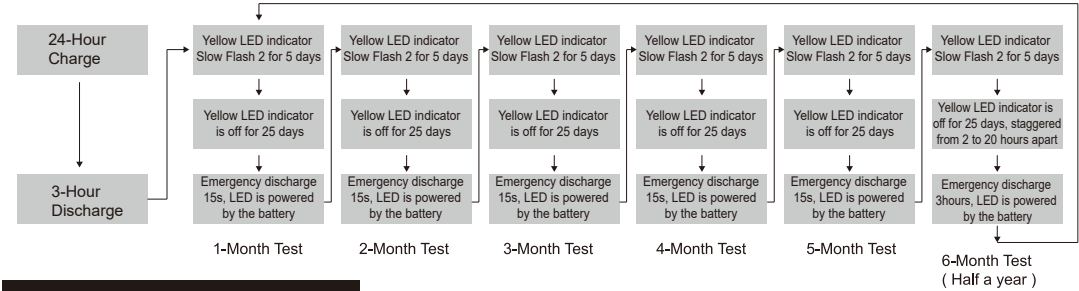 24-Hour
Charge
3-Hour
Discharge
Yellow LED indicator
Slow Flash 2 for 5 days
Yellow LED indicator
is off for 25 days
Emergency discharge
15s, LED is powered
by the battery
1-Month Test
Yellow LED indicator
Slow Flash 2 for 5 days
Yellow LED indicator
is off for 25 days
Emergency discharge
15s, LED is powered
by the battery
2-Month Test
Yellow LED indicator
Slow Flash 2 for 5 days
Yellow LED indicator
is off for 25 days
Emergency discharge
15s, LED is powered
by the battery
3-Month Test
Yellow LED indicator
Slow Flash 2 for 5 days
Yellow LED indicator
is off for 25 days
Emergency discharge
15s, LED is powered
by the battery
4-Month Test
Yellow LED indicator
Slow Flash 2 for 5 days
Yellow LED indicator
is off for 25 days
Emergency discharge
15s, LED is powered
by the battery
5-Month Test
Yellow LED indicator
Slow Flash 2 for 5 days
Yellow LED indicator is
off for 25 days, staggered
from 2 to 20 hours apart
Emergency discharge
3hours, LED is powered
by the battery
6-Month Test
( Half a year )